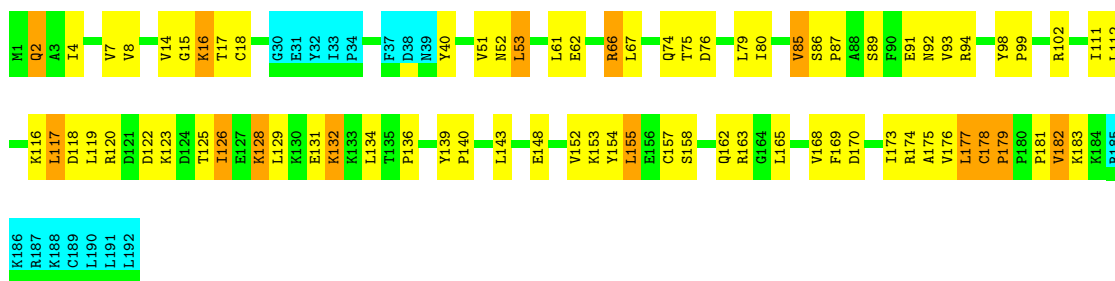 M1 Q2 A3 I4 V7 V8 V14 G15 K16 T17 C18 G30 E31 Y32 I33 P34 F37 D38 N39 Y40 V51 N52 L53 L61 E62 R66 L67 Q74 T75 D76 L79 I80 V85 S86 P87 A88 S89 F90 E91 N92 V93 R94 Y98 P99 R102 I111 L112
K116 L117 D118 L119 R120 D121 D122 K123 D124 T125 I126 E127 K128 L129 K130 E131 K132 K133 L134 T135 P136 Y139 P140 L143 E148 V152 K153 Y154 L155 E156 C157 S158 Q162 R163 G164 L165 V168 F169 D170 I173 R174 A175 V176 L177 C178 P179 P180 P181 V182 K183 K184 R185
K186 R187 K188 C189 L190 L191 L192